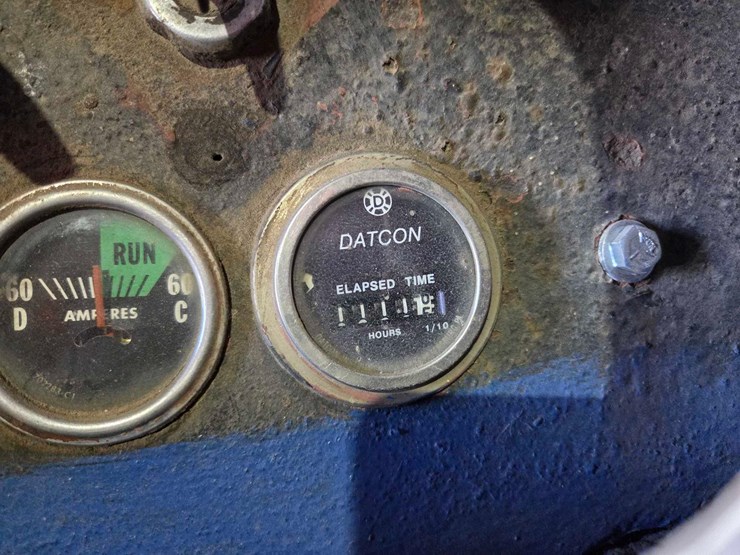 RUN
60 60
D AMPERES C
D
DATCON
ELAPSED TIME
HOURS 1/10